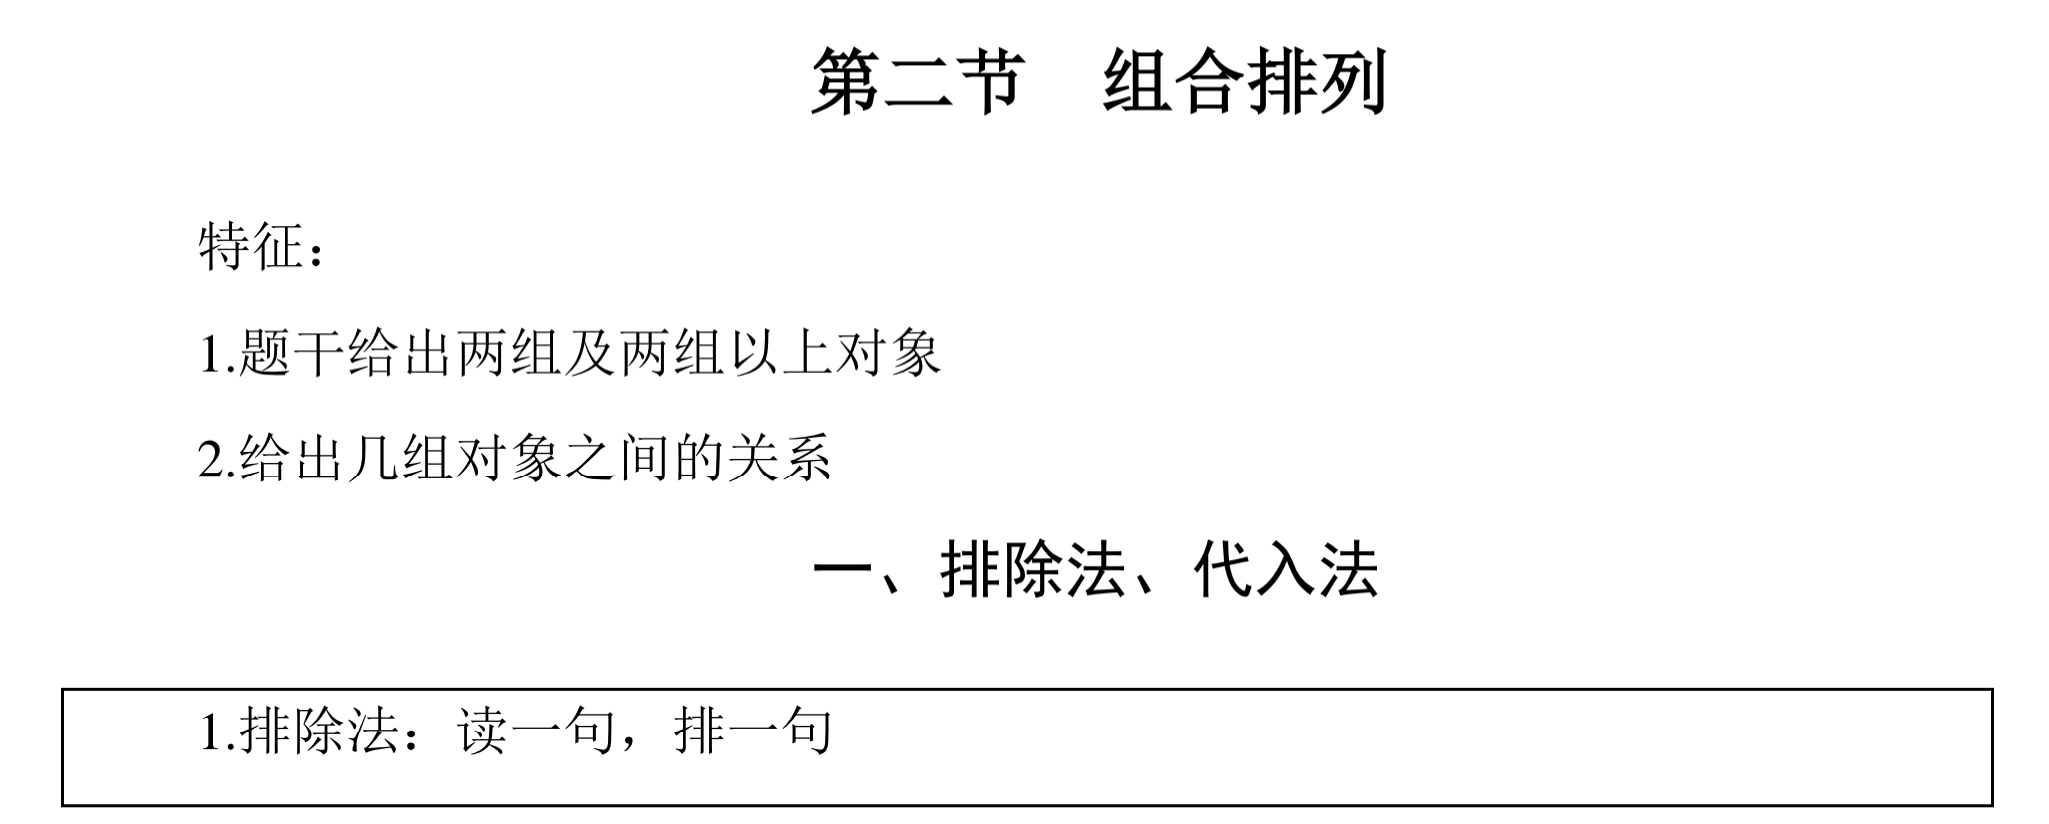 第二节　组合排列
特征：
1.题干给出两组及两组以上对象
2.给出几组对象之间的关系
一、排除法、代入法
1.排除法：读一句，排一句